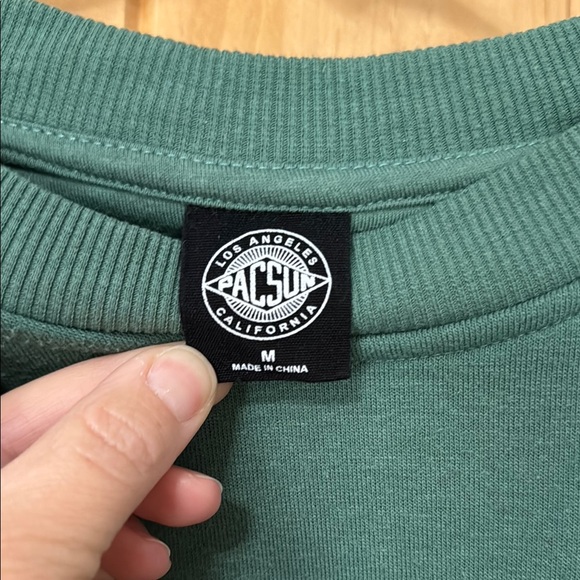 LOS ANGELES
PACSUN
CALIFORNIA
M
MADE IN CHINA